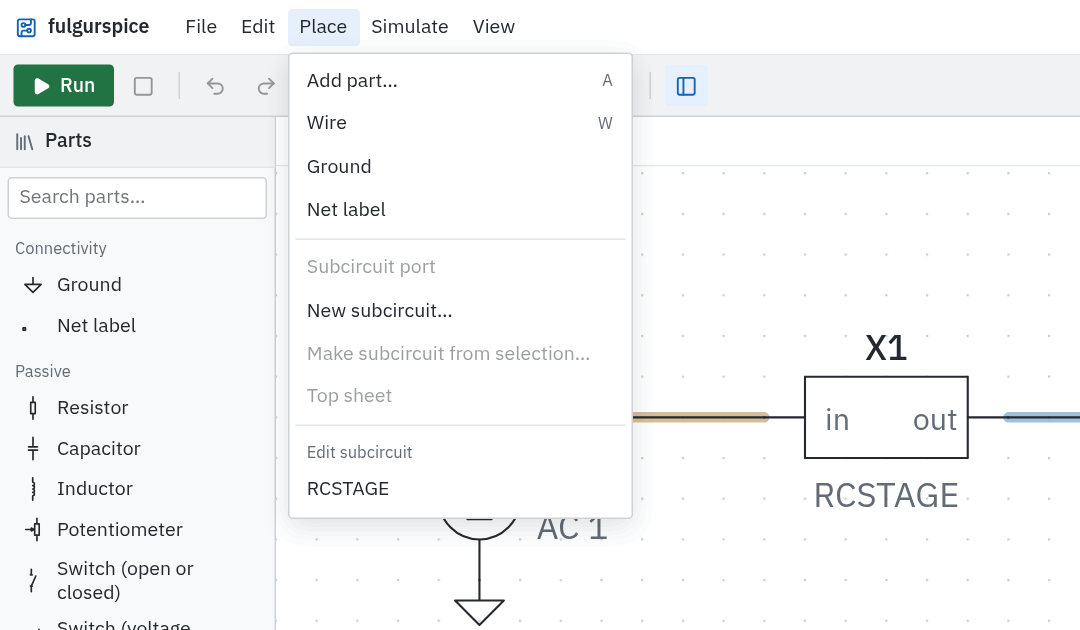 fulgurspice File Edit Place Simulate View
Run
Parts
Search parts...
Connectivity
Ground
Net label
Passive
Resistor
Capacitor
Inductor
Potentiometer
Switch (open or
closed)
Switch (voltage
Add part... A
Wire W
Ground
Net label
Subcircuit port
New subcircuit...
Make subcircuit from selection...
Top sheet
Edit subcircuit
RCSTAGE
X1
in out
RCSTAGE
AC 1